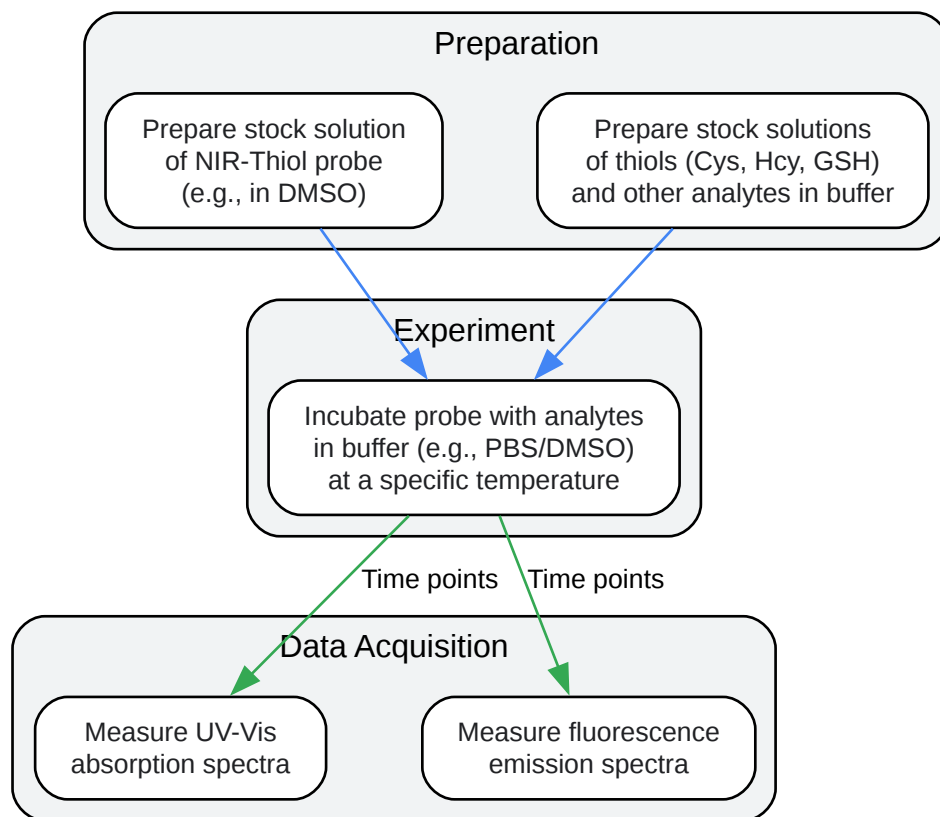 Preparation
Prepare stock solution
of NIR-Thiol probe
(e.g., in DMSO)
Prepare stock solutions
of thiols (Cys, Hcy, GSH)
and other analytes in buffer
Experiment
Incubate probe with analytes
in buffer (e.g., PBS/DMSO)
at a specific temperature
Time points
Time points
Data Acquisition
Measure UV-Vis
absorption spectra
Measure fluorescence
emission spectra